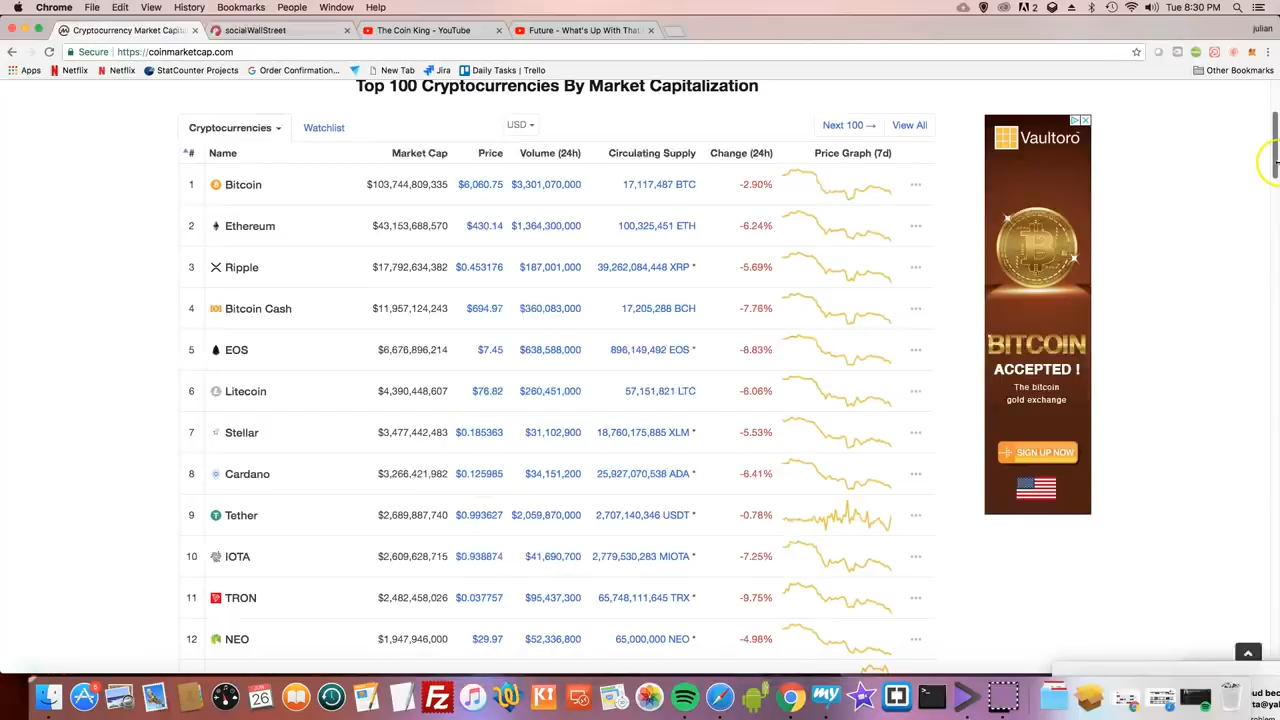 Chrome File Edit View History Bookmarks People Window Help 2 Tue 8:30 PM
Cryptocurrency Market Capital socialWallStreet The Coin King - YouTube Future - What's Up With That julian
Secure https://coinmarketcap.com
Apps Netflix Netflix StatCounter Projects Order Confirmation... New Tab Jira Daily Tasks | Trello Other Bookmarks
Top 100 Cryptocurrencies By Market Capitalization
Cryptocurrencies Watchlist USD Next 100 → View All
# Name Market Cap Price Volume (24h) Circulating Supply Change (24h) Price Graph (7d)
1 Bitcoin $103,744,809,335 $6,060.75 $3,301,070,000 17,117,487 BTC -2.90%
2 Ethereum $43,153,688,570 $430.14 $1,364,300,000 100,325,451 ETH -6.24%
3 Ripple $17,792,634,382 $0.453176 $187,001,000 39,262,084,448 XRP * -5.69%
4 Bitcoin Cash $11,957,124,243 $694.97 $360,083,000 17,205,288 BCH -7.76%
5 EOS $6,676,896,214 $7.45 $638,588,000 896,149,492 EOS * -8.83%
6 Litecoin $4,390,448,607 $76.82 $260,451,000 57,151,821 LTC -6.06%
7 Stellar $3,477,442,483 $0.185363 $31,102,900 18,760,175,885 XLM * -5.53%
8 Cardano $3,266,421,982 $0.125985 $34,151,200 25,927,070,538 ADA * -6.41%
9 Tether $2,689,887,740 $0.993627 $2,059,870,000 2,707,140,346 USDT * -0.78%
10 IOTA $2,609,628,715 $0.938874 $41,690,700 2,779,530,283 MIOTA * -7.25%
11 TRON $2,482,458,026 $0.037757 $95,437,300 65,748,111,645 TRX * -9.75%
12 NEO $1,947,946,000 $29.97 $52,336,800 65,000,000 NEO * -4.98%
Vaultoro
BITCOIN
ACCEPTED !
The bitcoin
gold exchange
SIGN UP NOW
JUN
26
my